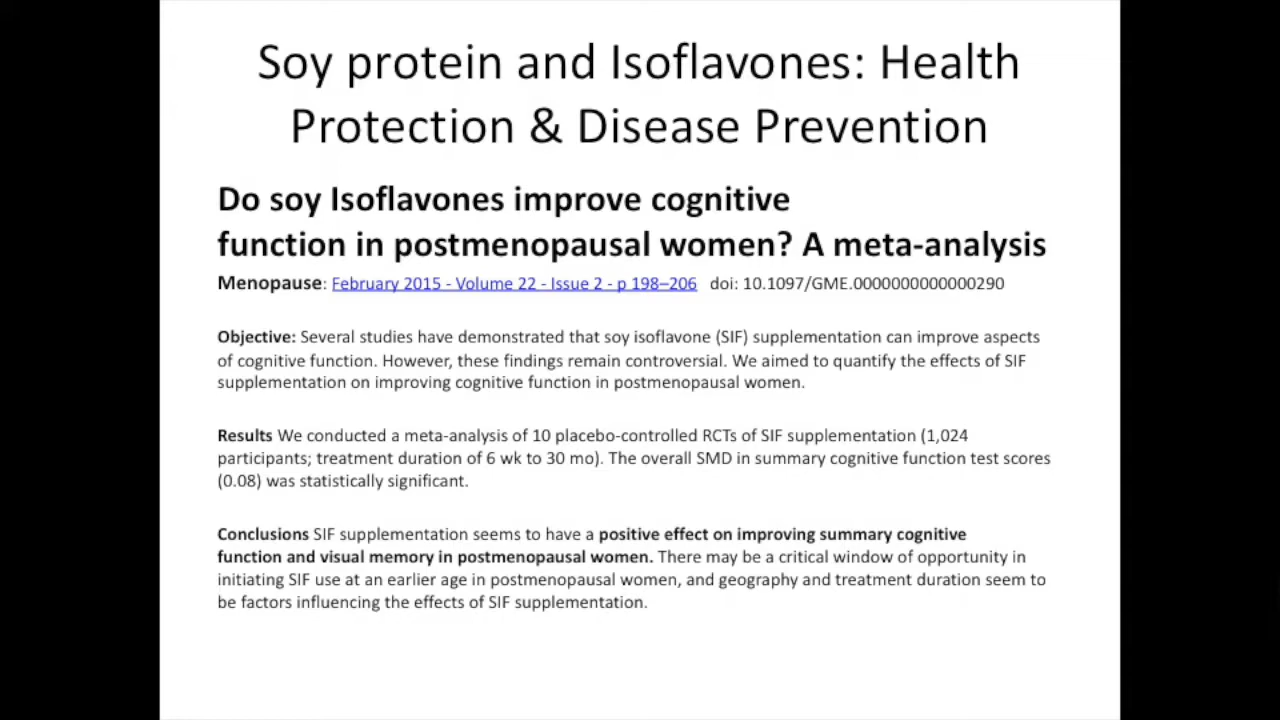 Soy protein and Isoflavones: Health
Protection & Disease Prevention
Do soy Isoflavones improve cognitive
function in postmenopausal women? A meta-analysis
Menopause: February 2015 - Volume 22 - Issue 2 - p 198–206 doi: 10.1097/GME.0000000000000290
Objective: Several studies have demonstrated that soy isoflavone (SIF) supplementation can improve aspects
of cognitive function. However, these findings remain controversial. We aimed to quantify the effects of SIF
supplementation on improving cognitive function in postmenopausal women.
Results We conducted a meta-analysis of 10 placebo-controlled RCTs of SIF supplementation (1,024
participants; treatment duration of 6 wk to 30 mo). The overall SMD in summary cognitive function test scores
(0.08) was statistically significant.
Conclusions SIF supplementation seems to have a positive effect on improving summary cognitive
function and visual memory in postmenopausal women. There may be a critical window of opportunity in
initiating SIF use at an earlier age in postmenopausal women, and geography and treatment duration seem to
be factors influencing the effects of SIF supplementation.